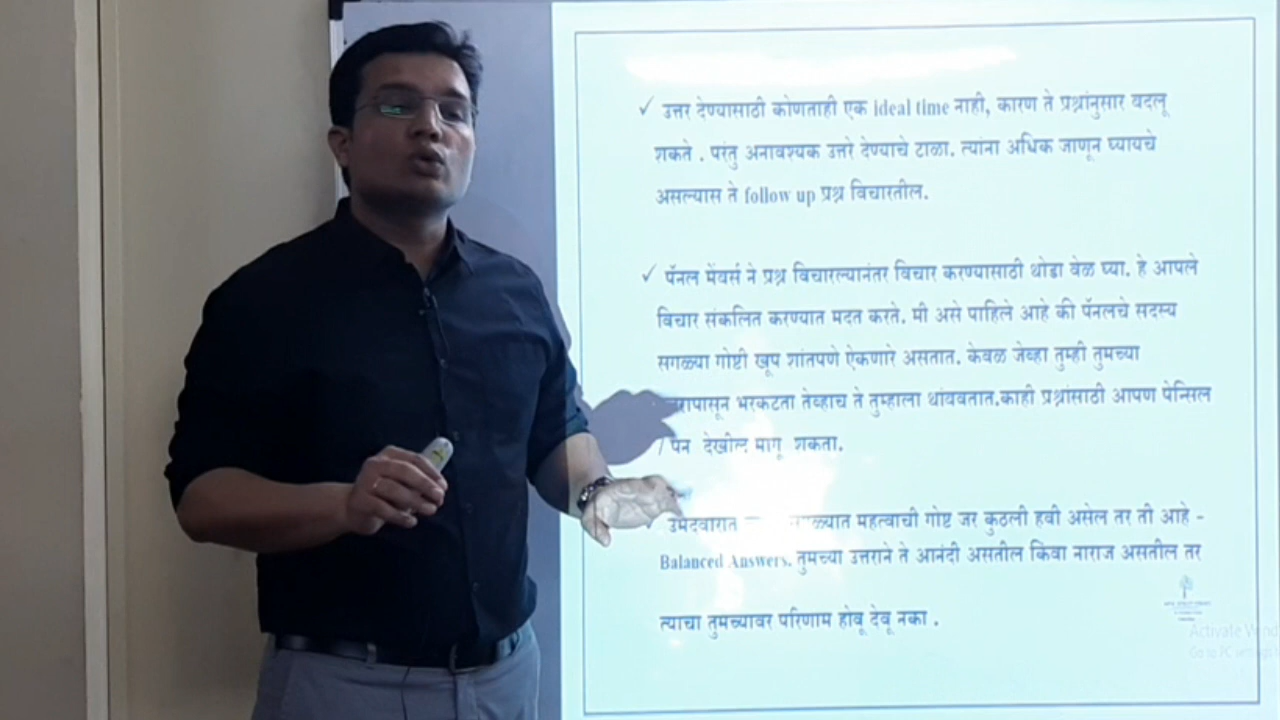 ✓ उत्तर देण्यासाठी कोणताही एक ideal time नाही, कारण ते प्रश्नांनुसार बदलू
शकते . परंतु अनावश्यक उत्तरे देण्याचे टाळा. त्यांना अधिक जाणून घ्यायचे
असल्यास ते follow up प्रश्न विचारतील.
✓ पॅनल मेंबर्स ने प्रश्न विचारल्यानंतर विचार करण्यासाठी थोडा वेळ घ्या. हे आपले
विचार संकलित करण्यात मदत करते. मी असे पाहिले आहे की पॅनलचे सदस्य
सगळ्या गोष्टी खूप शांतपणे ऐकणारे असतात. केवळ जेव्हा तुम्ही तुमच्या
भरकटता तेव्हाच ते तुम्हाला थांबवतात.काही प्रश्नांसाठी आपण पेन्सिल
/ पेन देखील मागू शकता.
उमेदवारात महत्वाची गोष्ट जर कुठली हवी असेल तर ती आहे -
Balanced Answers. तुमच्या उत्तराने ते आनंदी असतील किंवा नाराज असतील तर
त्याचा तुमच्यावर परिणाम होवू देवू नका .
Activate
Go to PC